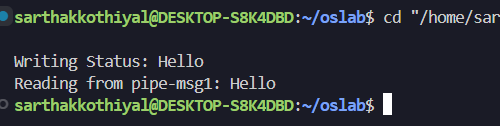 sarthakkothiyal@DESKTOP-S8K4DBD:~/oslab$ cd "/home/sar
Writing Status: Hello
Reading from pipe-msg1: Hello
sarthakkothiyal@DESKTOP-S8K4DBD:~/oslab$